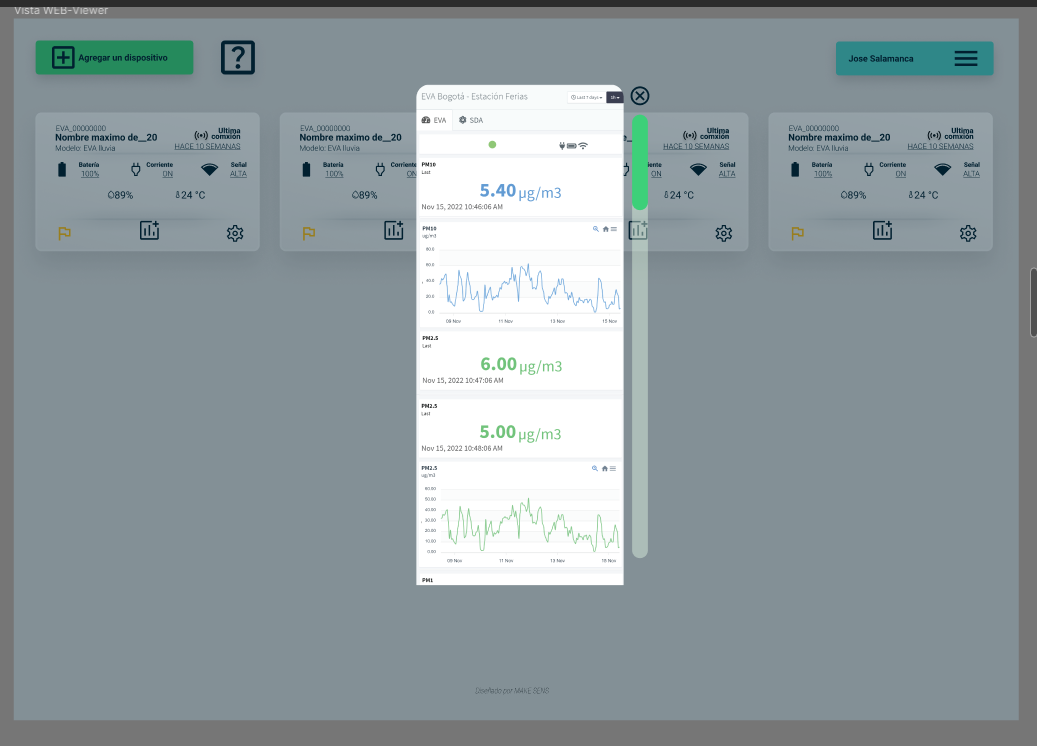 Vista WEB-Viewer
Agregar un dispositivo
?
Jose Salamanca
EVA_00000000
Nombre maximo de__20
Modelo: EVA lluvia
Ultima
comxión
HACE 10 SEMANAS
Batería
100%
Corriente
ON
Señal
ALTA
89%
24 °C
EVA_00000000
Nombre maximo de__20
Modelo: EVA lluvia
Batería
100%
Corriente
ON
89%
Ultima
comxión
HACE 10 SEMANAS
ON
Señal
ALTA
24 °C
EVA_00000000
Nombre maximo de__20
Modelo: EVA lluvia
Ultima
comxión
HACE 10 SEMANAS
Batería
100%
Corriente
ON
Señal
ALTA
89%
24 °C
EVA Bogotá - Estación Ferias
Last 7 days
1h
EVA
SDA
PM10
Last
5.40 µg/m3
Nov 15, 2022 10:46:06 AM
PM10
ug/m3
80.0
60.0
40.0
20.0
0.0
09 Nov 11 Nov 13 Nov 15 Nov
PM2.5
Last
6.00 µg/m3
Nov 15, 2022 10:47:06 AM
PM2.5
Last
5.00 µg/m3
Nov 15, 2022 10:48:06 AM
PM2.5
ug/m3
60.00
50.00
40.00
30.00
20.00
10.00
0.00
09 Nov 11 Nov 13 Nov 15 Nov
PM1
Diseñado por MAKE SENS